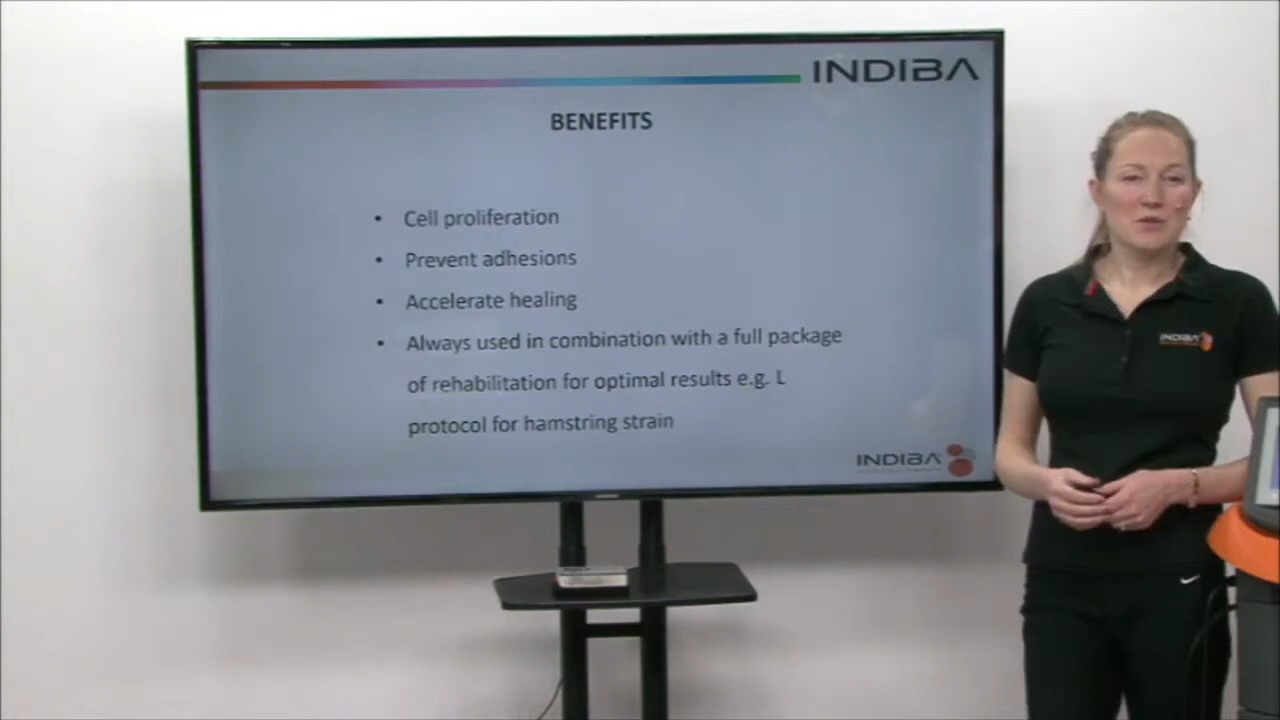 INDIBA
BENEFITS
• Cell proliferation
• Prevent adhesions
• Accelerate healing
• Always used in combination with a full package
of rehabilitation for optimal results e.g. L
protocol for hamstring strain
INDIBA
INDIBA